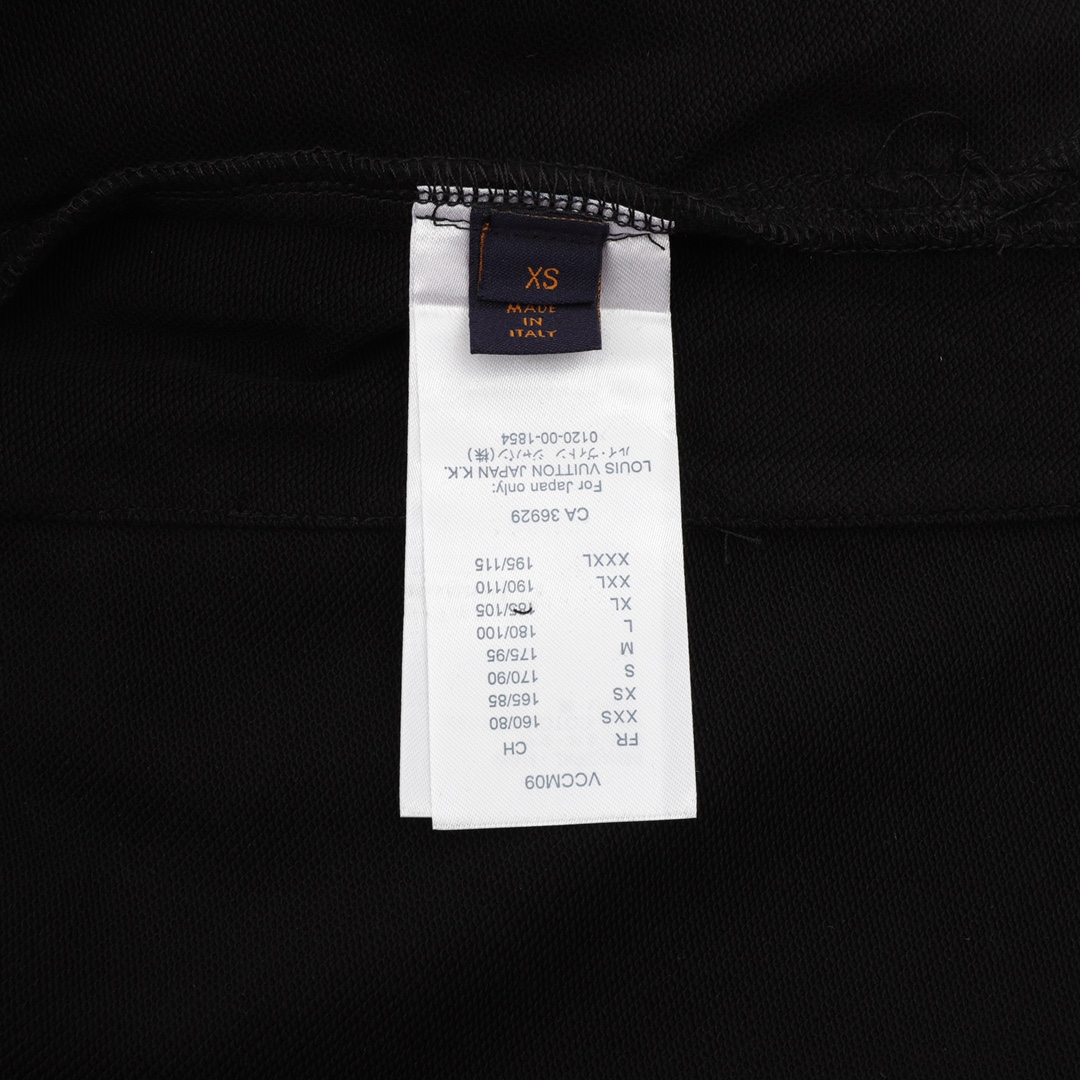 XS
MADE
IN
ITALY
VCCM09
FR CH
XXS 160/80
XS 165/85
S 170/90
M 175/95
L 180/100
XL 185/105
XXL 190/110
XXXL 195/115
CA 36929
For Japan only:
LOUIS VUITTON JAPAN K.K.
ルイ・ヴィトン ジャパン(株)
0120-00-1854